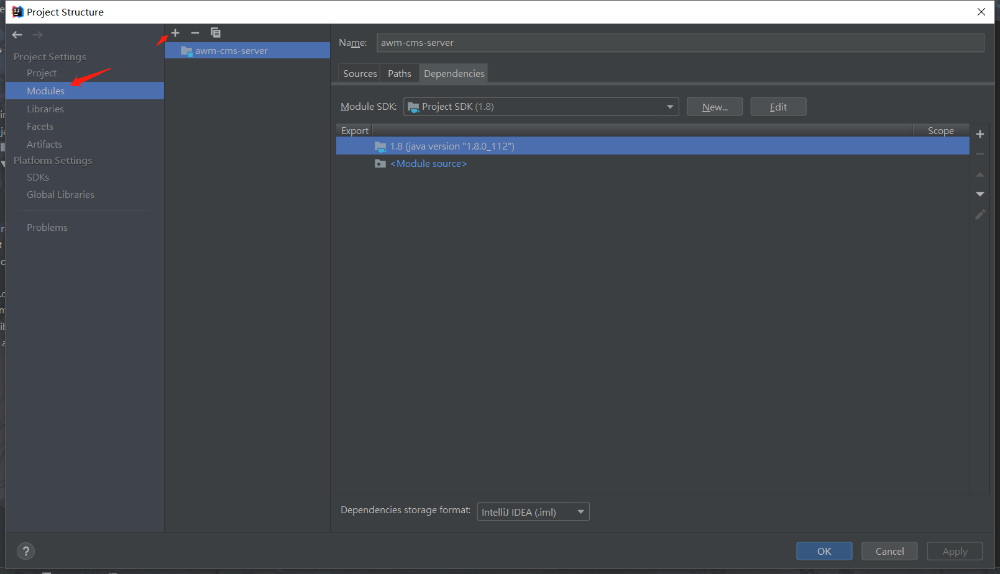 Project Structure
Project Settings
Project
Modules
Libraries
Facets
Artifacts
Platform Settings
SDKs
Global Libraries
Problems
awm-cms-server
Name: awm-cms-server
Sources Paths Dependencies
Module SDK: Project SDK (1.8) New... Edit
Export Scope
1.8 (java version "1.8.0_112")
<Module source>
Dependencies storage format: IntelliJ IDEA (.iml)
? OK Cancel Apply